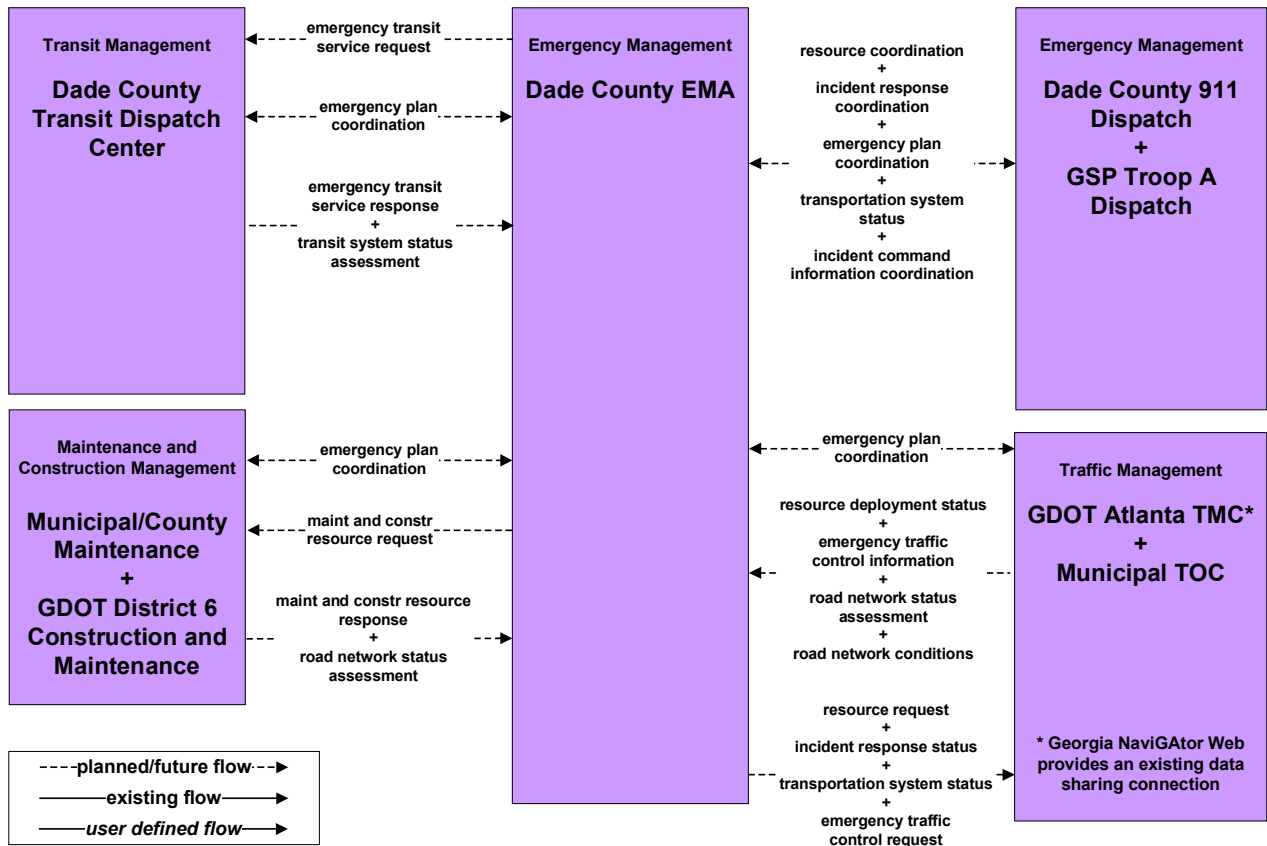 Transit Management
Dade County
Transit Dispatch
Center
emergency transit
service request
emergency plan
coordination
emergency transit
service response
+
transit system status
assessment
Emergency Management
Dade County EMA
resource coordination
+
incident response
coordination
+
emergency plan
coordination
+
transportation system
status
+
incident command
information coordination
Emergency Management
Dade County 911
Dispatch
+
GSP Troop A
Dispatch
Maintenance and
Construction Management
Municipal/County
Maintenance
+
GDOT District 6
Construction and
Maintenance
emergency plan
coordination
maint and constr
resource request
maint and constr resource
response
+
road network status
assessment
emergency plan
coordination
resource deployment status
+
emergency traffic
control information
+
road network status
assessment
+
road network conditions
resource request
+
incident response status
+
transportation system status
+
emergency traffic
control request
Traffic Management
GDOT Atlanta TMC*
+
Municipal TOC
* Georgia NaviGAtor Web
provides an existing data
sharing connection
planned/future flow
existing flow
user defined flow